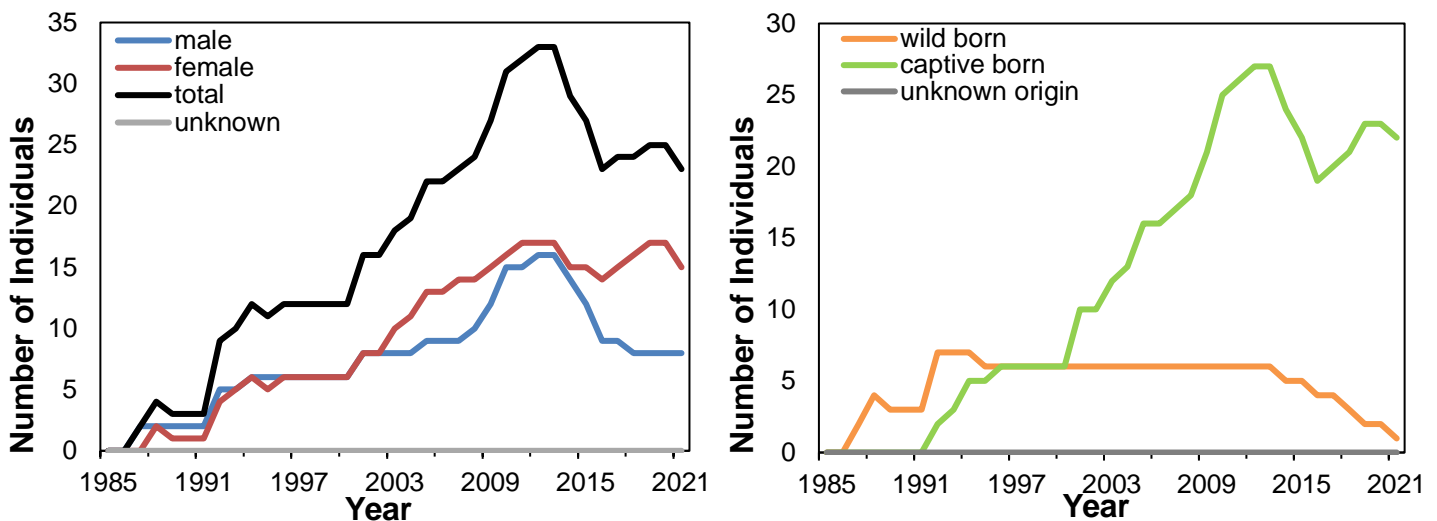 35
30
25
20
15
10
5
0
Number of Individuals
male
female
total
unknown
1985 1991 1997 2003 2009 2015 2021
Year
30
25
20
15
10
5
0
Number of Individuals
wild born
captive born
unknown origin
1985 1991 1997 2003 2009 2015 2021
Year